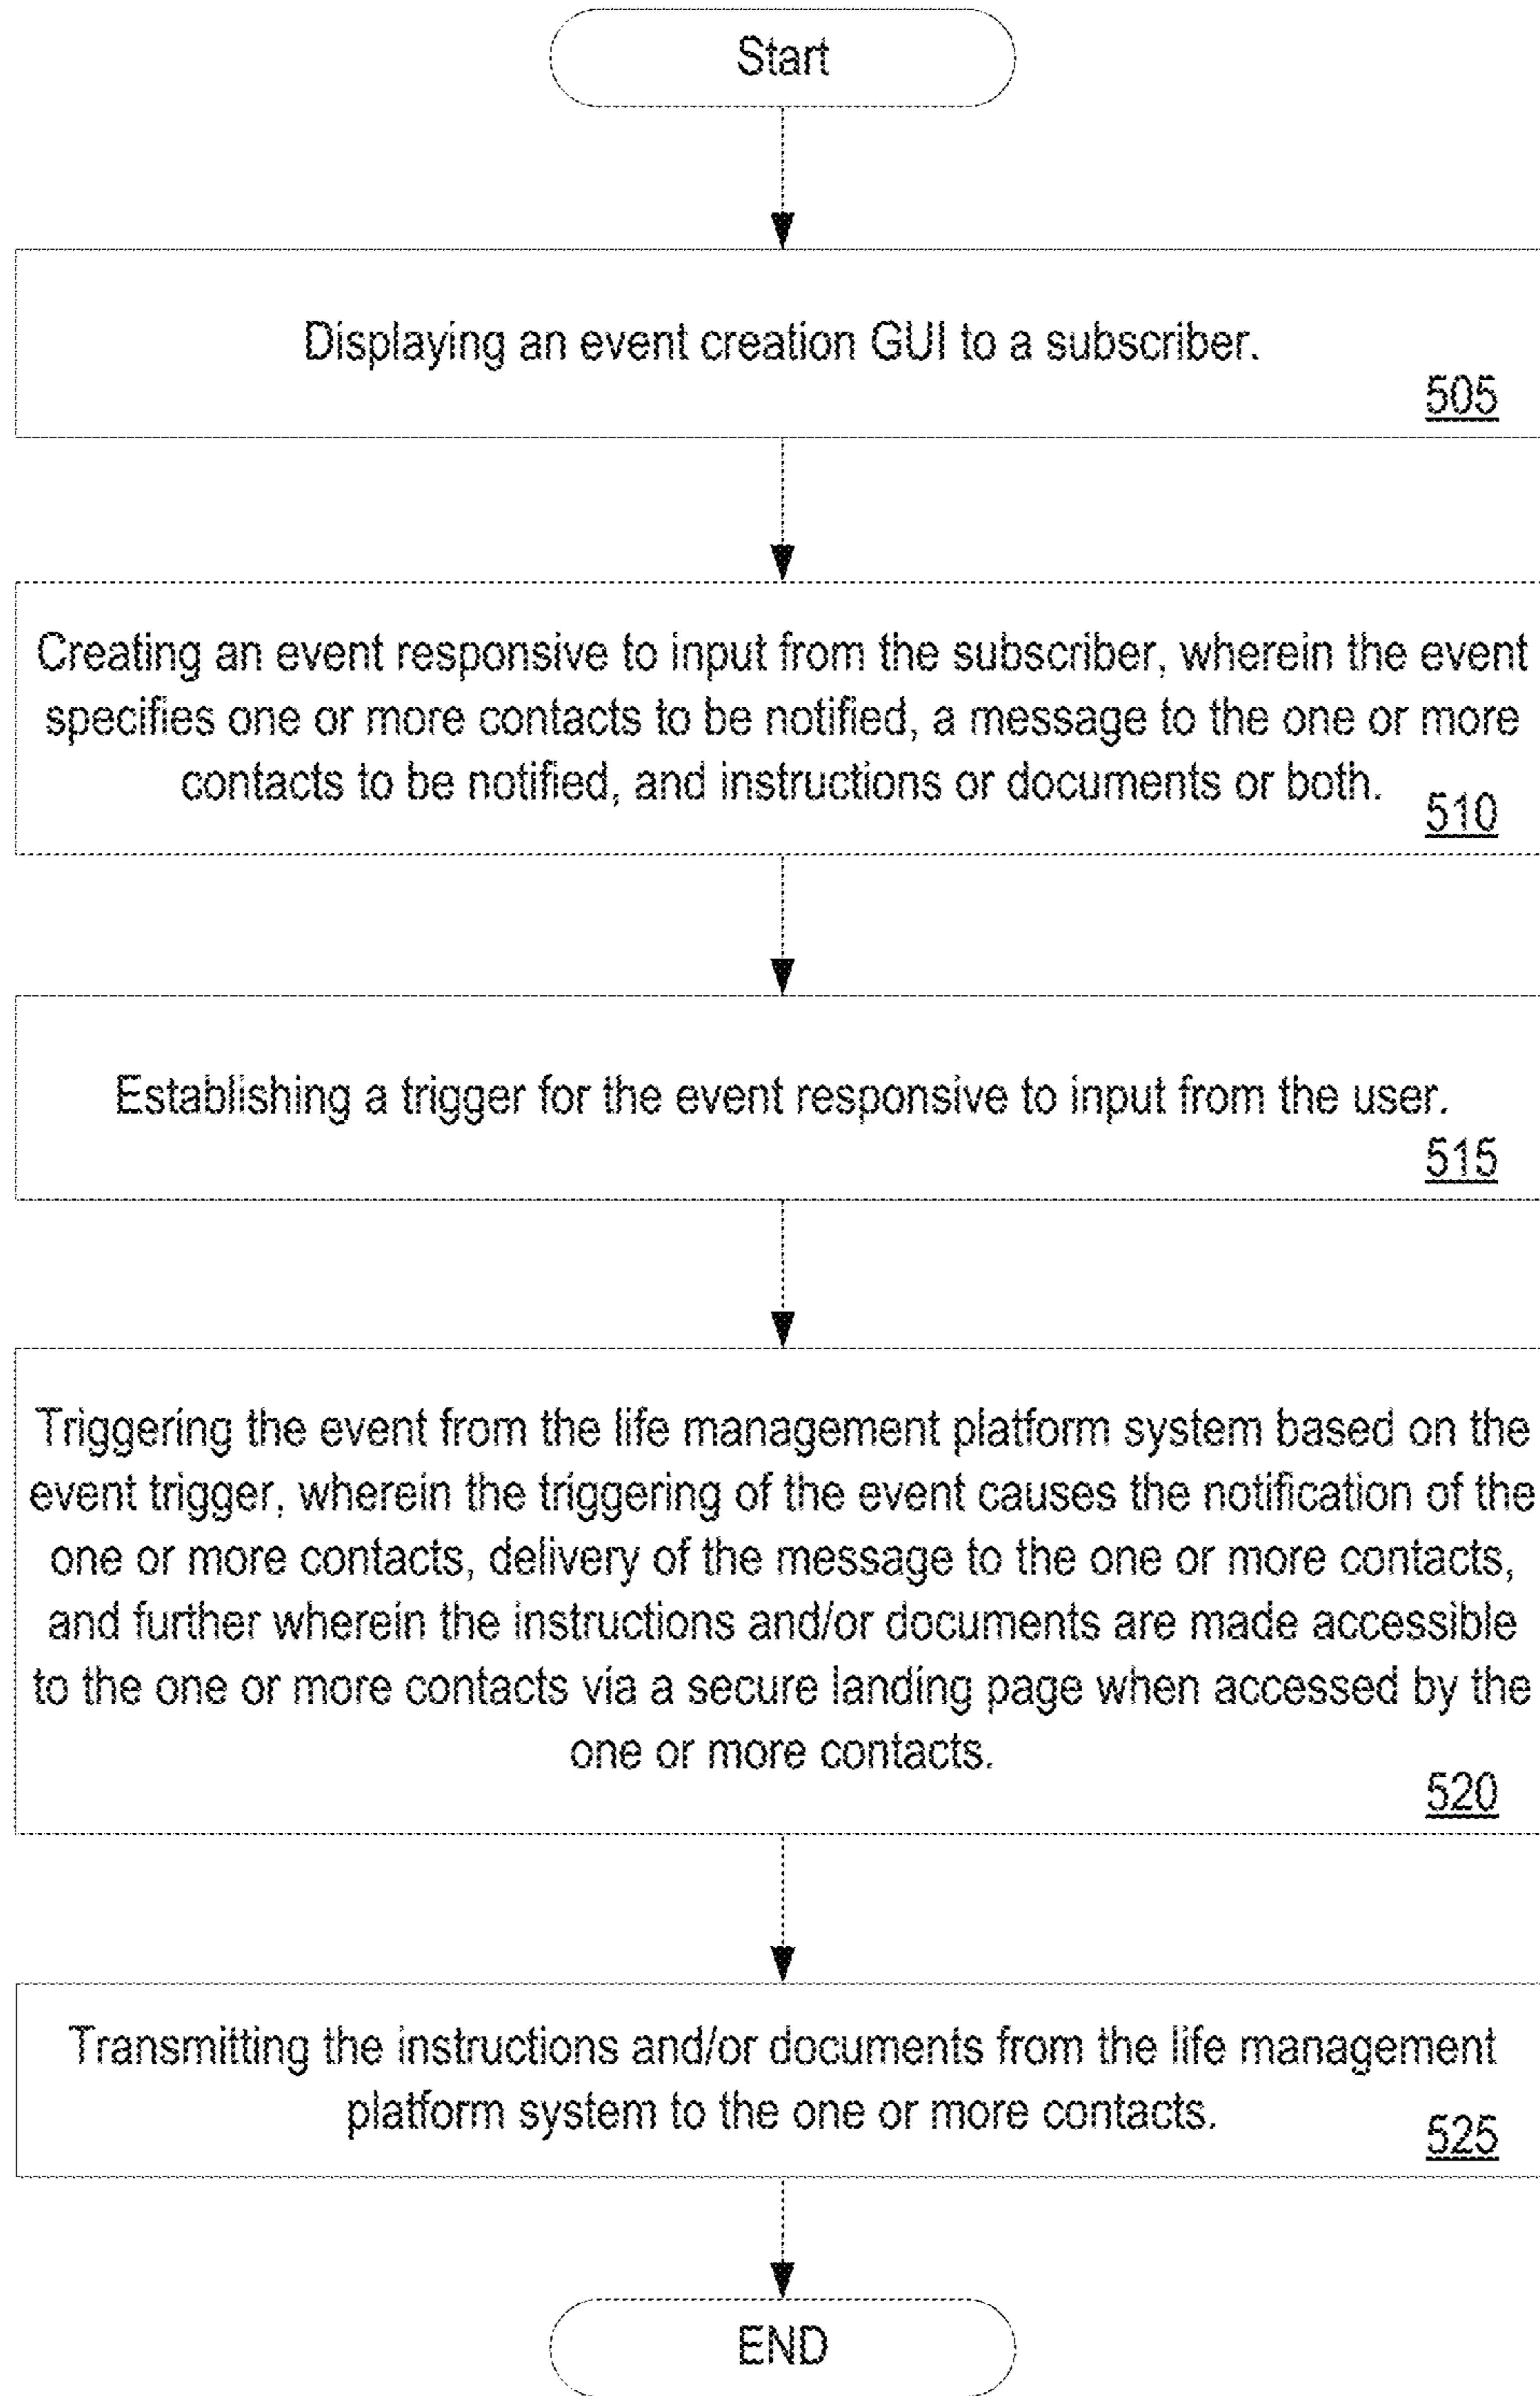 Start
Displaying an event creation GUI to a subscriber.
505
Creating an event responsive to input from the subscriber, wherein the event
specifies one or more contacts to be notified, a message to the one or more
contacts to be notified, and instructions or documents or both.
510
Establishing a trigger for the event responsive to input from the user.
515
Triggering the event from the life management platform system based on the
event trigger, wherein the triggering of the event causes the notification of the
one or more contacts, delivery of the message to the one or more contacts,
and further wherein the instructions and/or documents are made accessible
to the one or more contacts via a secure landing page when accessed by the
one or more contacts.
520
Transmitting the instructions and/or documents from the life management
platform system to the one or more contacts.
525
END